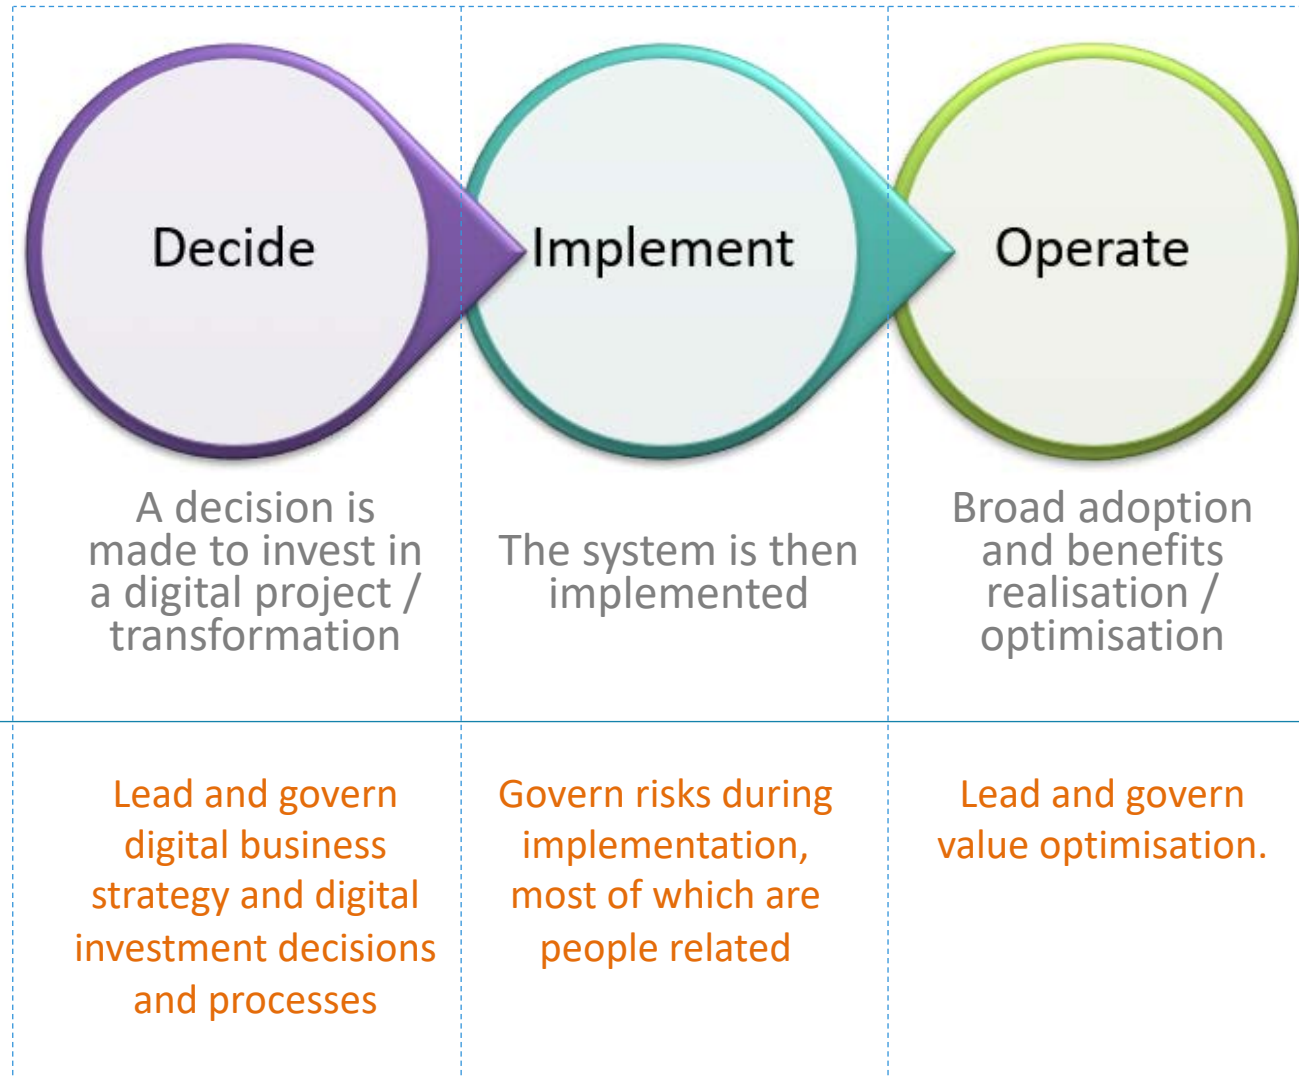 Decide
Implement
Operate
A decision is
made to invest in
a digital project /
transformation
The system is then
implemented
Broad adoption
and benefits
realisation /
optimisation
Lead and govern
digital business
strategy and digital
investment decisions
and processes
Govern risks during
implementation,
most of which are
people related
Lead and govern
value optimisation.